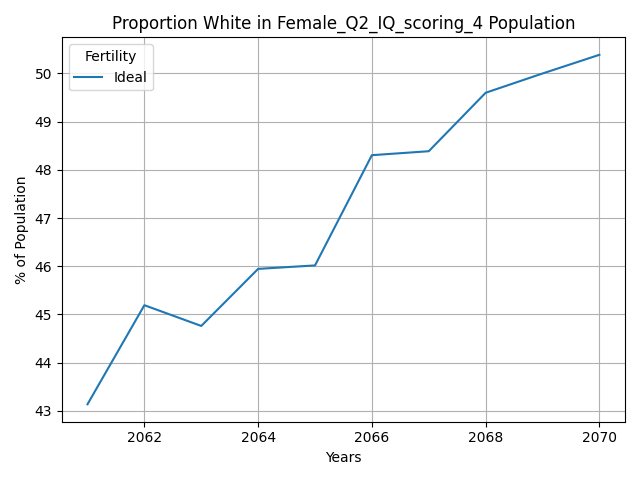 Proportion White in Female_Q2_IQ_scoring_4 Population
Fertility
Ideal
50
49
48
47
46
45
44
43
% of Population
2062 2064 2066 2068 2070
Years